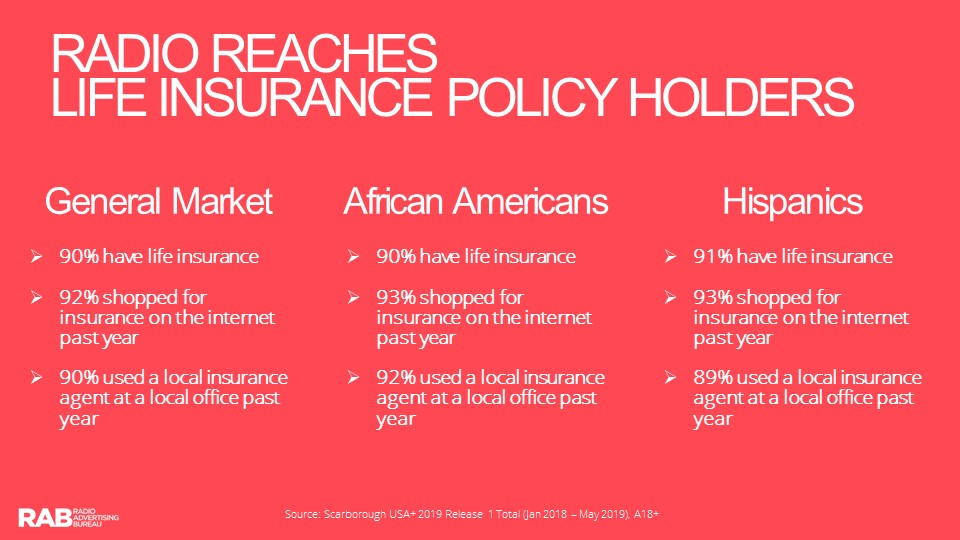 RADIO REACHES
LIFE INSURANCE POLICY HOLDERS
General Market
➢ 90% have life insurance
➢ 92% shopped for
insurance on the internet
past year
➢ 90% used a local insurance
agent at a local office past
year
African Americans
➢ 90% have life insurance
➢ 93% shopped for
insurance on the internet
past year
➢ 92% used a local insurance
agent at a local office past
year
Hispanics
➢ 91% have life insurance
➢ 93% shopped for
insurance on the internet
past year
➢ 89% used a local insurance
agent at a local office past
year
RAB RADIO
ADVERTISING
BUREAU
Source: Scarborough USA+ 2019 Release 1 Total (Jan 2018 – May 2019), A18+